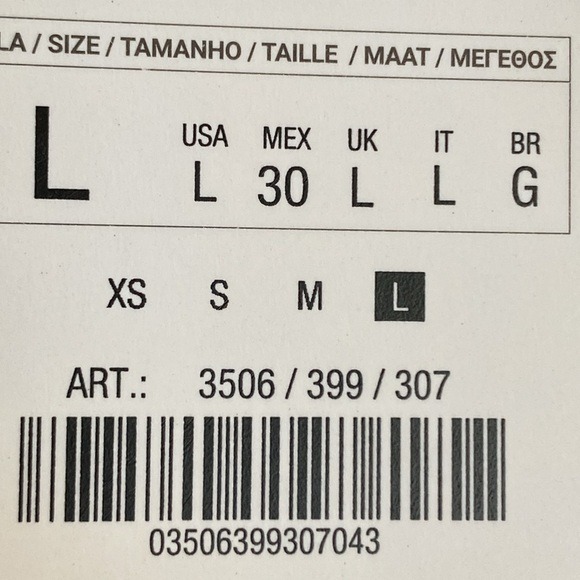 LA / SIZE / TAMANHO / TAILLE / MAAT / ΜΕΓΕΘΟΣ
USA MEX UK IT BR
L L 30 L L G
XS S M L
ART.: 3506 / 399 / 307
03506399307043